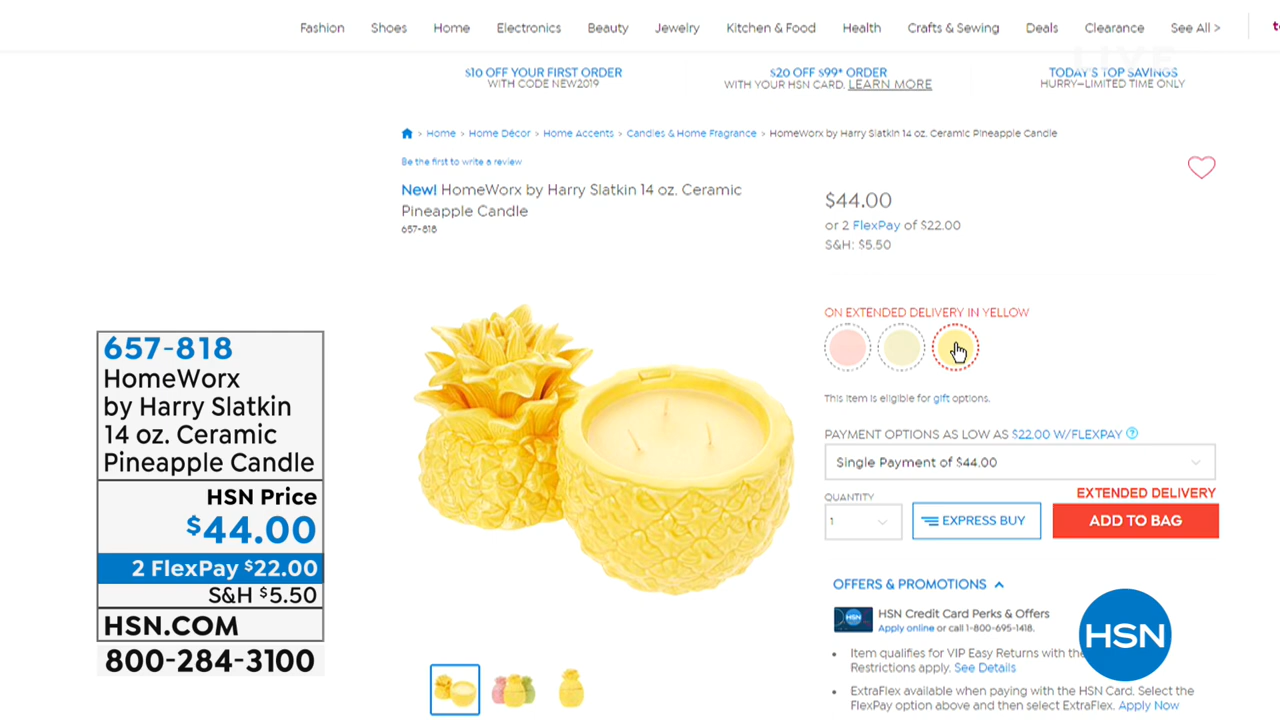 Fashion Shoes Home Electronics Beauty Jewelry Kitchen & Food Health Crafts & Sewing Deals Clearance See All >
LIVE
$10 OFF YOUR FIRST ORDER
WITH CODE NEW2019
$20 OFF $99* ORDER
WITH YOUR HSN CARD. LEARN MORE
TODAY'S TOP SAVINGS
HURRY—LIMITED TIME ONLY
> Home > Home Décor > Home Accents > Candles & Home Fragrance > HomeWorx by Harry Slatkin 14 oz. Ceramic Pineapple Candle
Be the first to write a review
New! HomeWorx by Harry Slatkin 14 oz. Ceramic
Pineapple Candle
657-818
$44.00
or 2 FlexPay of $22.00
S&H: $5.50
ON EXTENDED DELIVERY IN YELLOW
This item is eligible for gift options.
PAYMENT OPTIONS AS LOW AS $22.00 W/FLEXPAY ?
Single Payment of $44.00
QUANTITY
1
EXPRESS BUY
EXTENDED DELIVERY
ADD TO BAG
OFFERS & PROMOTIONS
HSN
HSN Credit Card Perks & Offers
Apply online or call 1-800-695-1418.
Item qualifies for VIP Easy Returns with the
Restrictions apply. See Details
ExtraFlex available when paying with the HSN Card. Select the
FlexPay option above and then select ExtraFlex. Apply Now
657-818
HomeWorx
by Harry Slatkin
14 oz. Ceramic
Pineapple Candle
HSN Price
$44.00
2 FlexPay $22.00
S&H $5.50
HSN.COM
800-284-3100
HSN